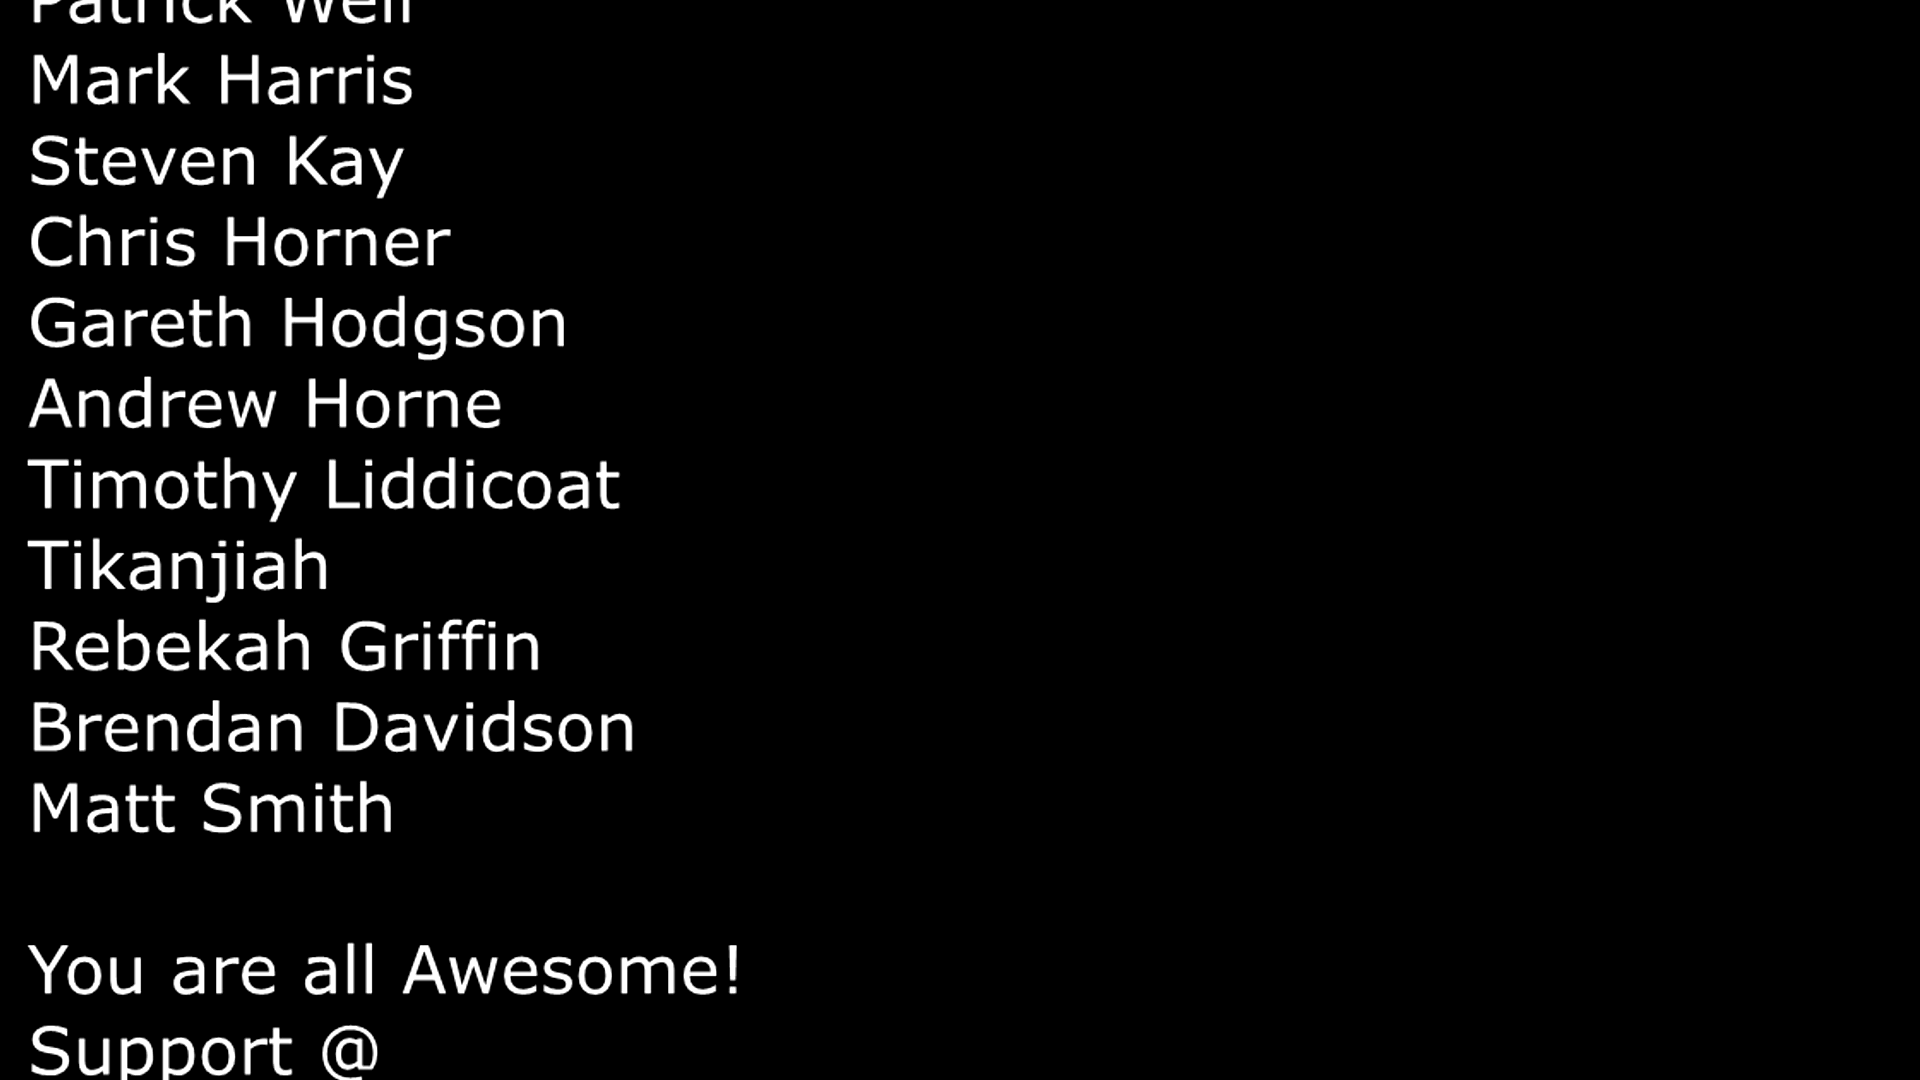 Patrick
Mark Harris
Steven Kay
Chris Horner
Gareth Hodgson
Andrew Horne
Timothy Liddicoat
Tikanjiah
Rebekah Griffin
Brendan Davidson
Matt Smith
You are all Awesome!
Support @